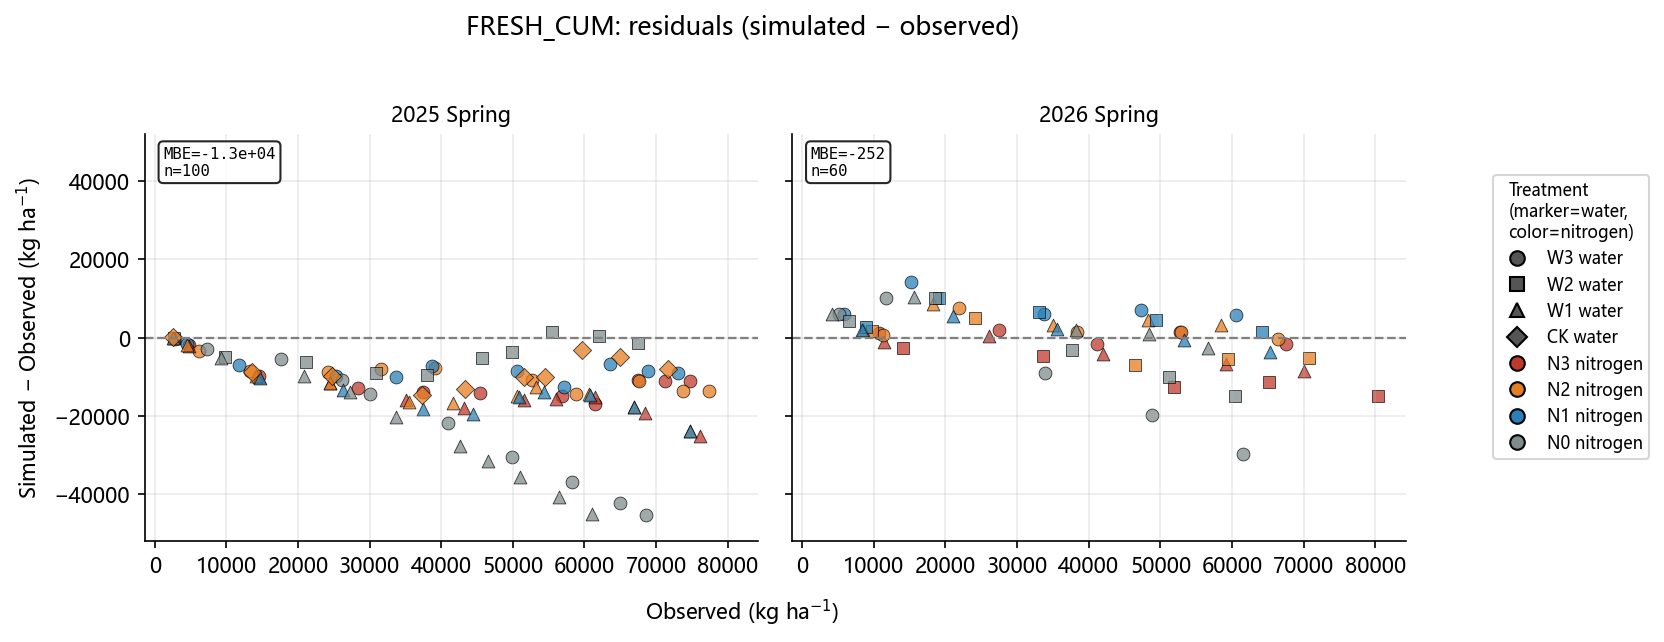 FRESH_CUM: residuals (simulated − observed)
2025 Spring
2026 Spring
MBE=-1.3e+04
n=100
MBE=-252
n=60
Simulated − Observed (kg ha⁻¹)
40000
20000
0
−20000
−40000
0 10000 20000 30000 40000 50000 60000 70000 80000
0 10000 20000 30000 40000 50000 60000 70000 80000
Observed (kg ha⁻¹)
Treatment
(marker=water,
color=nitrogen)
W3 water
W2 water
W1 water
CK water
N3 nitrogen
N2 nitrogen
N1 nitrogen
N0 nitrogen